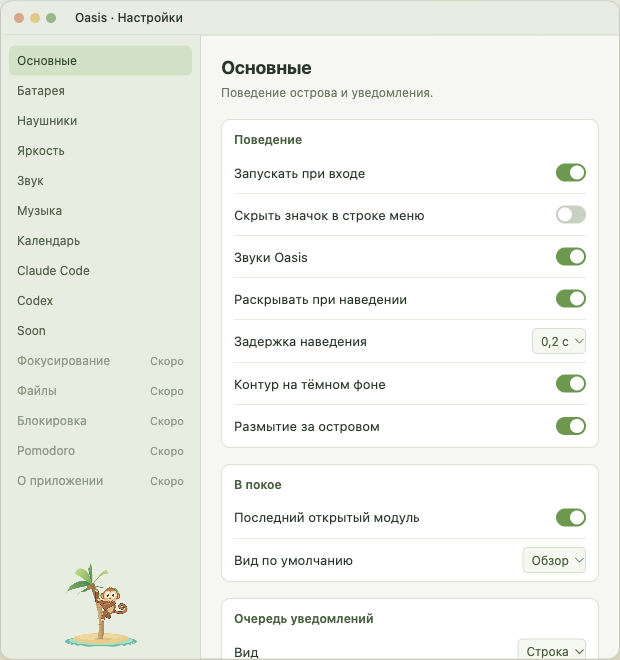 Oasis · Настройки
Основные
Батарея
Наушники
Яркость
Звук
Музыка
Календарь
Claude Code
Codex
Soon
Фокусирование Скоро
Файлы Скоро
Блокировка Скоро
Pomodoro Скоро
О приложении Скоро
Основные
Поведение острова и уведомления.
Поведение
Запускать при входе
Скрыть значок в строке меню
Звуки Oasis
Раскрывать при наведении
Задержка наведения 0,2 с
Контур на тёмном фоне
Размытие за островом
В покое
Последний открытый модуль
Вид по умолчанию Обзор
Очередь уведомлений
Вид Строка